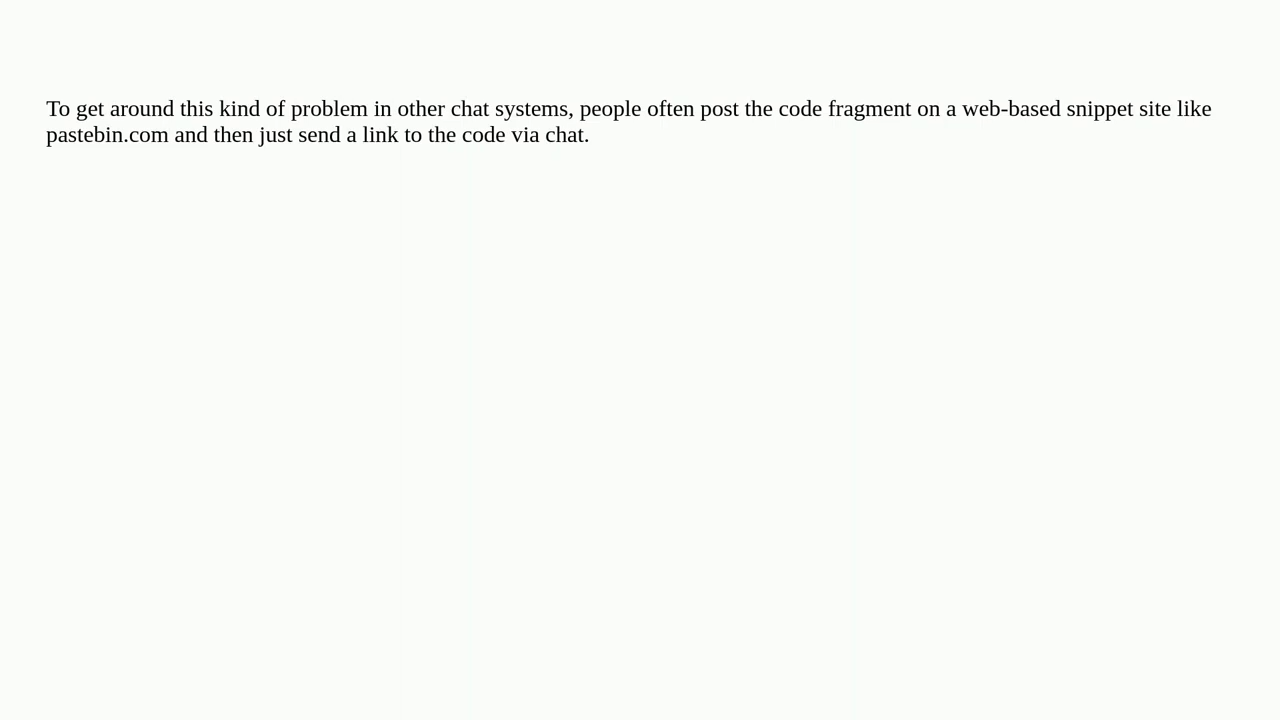 To get around this kind of problem in other chat systems, people often post the code fragment on a web-based snippet site like
pastebin.com and then just send a link to the code via chat.